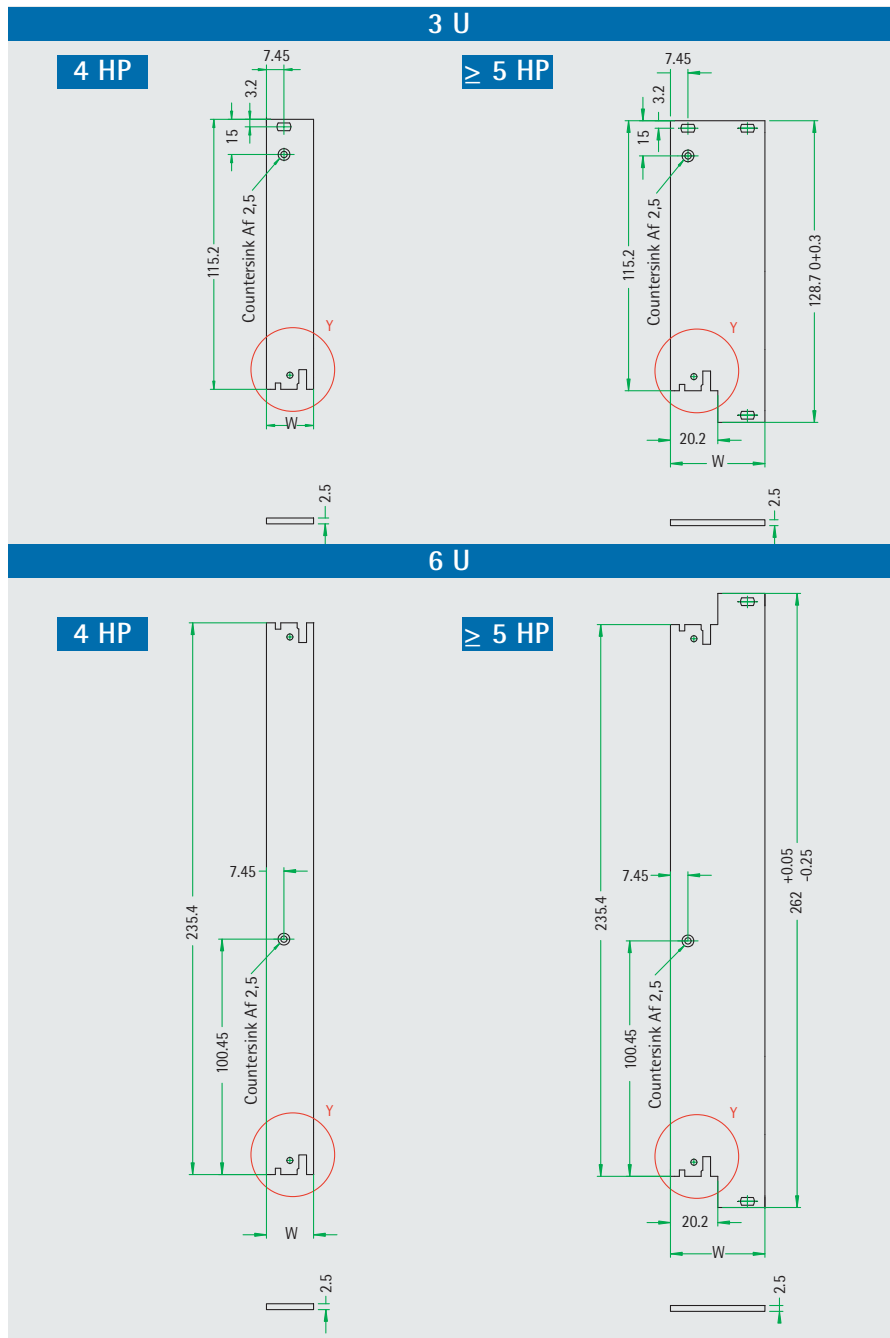 3 U
4 HP
≥ 5 HP
7.45
3.2
15
115.2
Countersink Af 2,5
Y
W
2.5
7.45
3.2
15
115.2
Countersink Af 2,5
128.7 0+0.3
Y
20.2
W
2.5
6 U
4 HP
≥ 5 HP
235.4
7.45
Countersink Af 2,5
100.45
Y
W
2.5
235.4
7.45
262 +0.05 -0.25
Countersink Af 2,5
100.45
Y
20.2
W
2.5